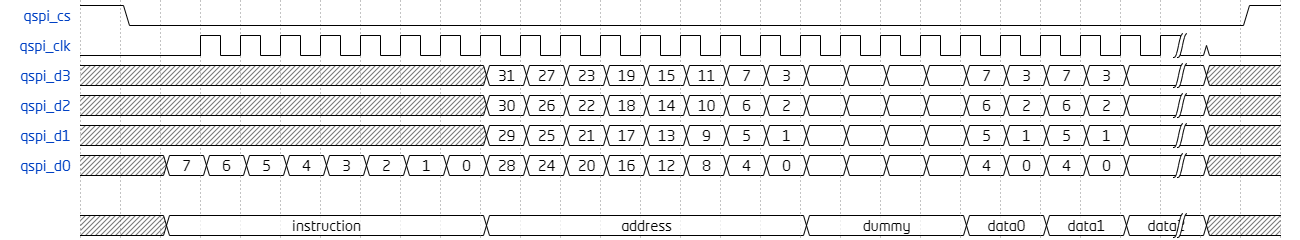 qspi_cs
qspi_clk
qspi_d3 31 27 23 19 15 11 7 3 7 3 7 3
qspi_d2 30 26 22 18 14 10 6 2 6 2 6 2
qspi_d1 29 25 21 17 13 9 5 1 5 1 5 1
qspi_d0 7 6 5 4 3 2 1 0 28 24 20 16 12 8 4 0 4 0 4 0
instruction address dummy data0 data1 data